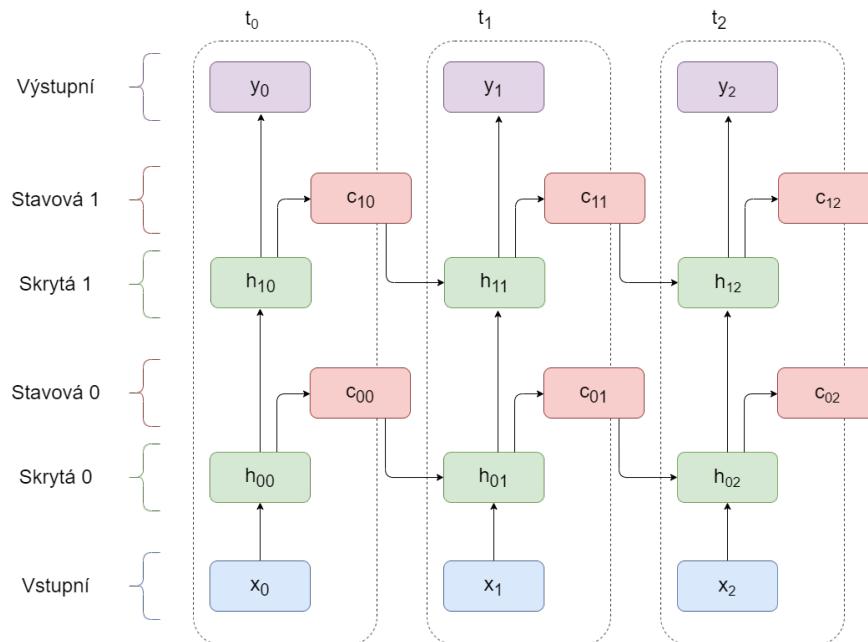 t0 t1 t2
Výstupní y0 y1 y2
Stavová 1 c10 c11 c12
Skrytá 1 h10 h11 h12
Stavová 0 c00 c01 c02
Skrytá 0 h00 h01 h02
Vstupní x0 x1 x2